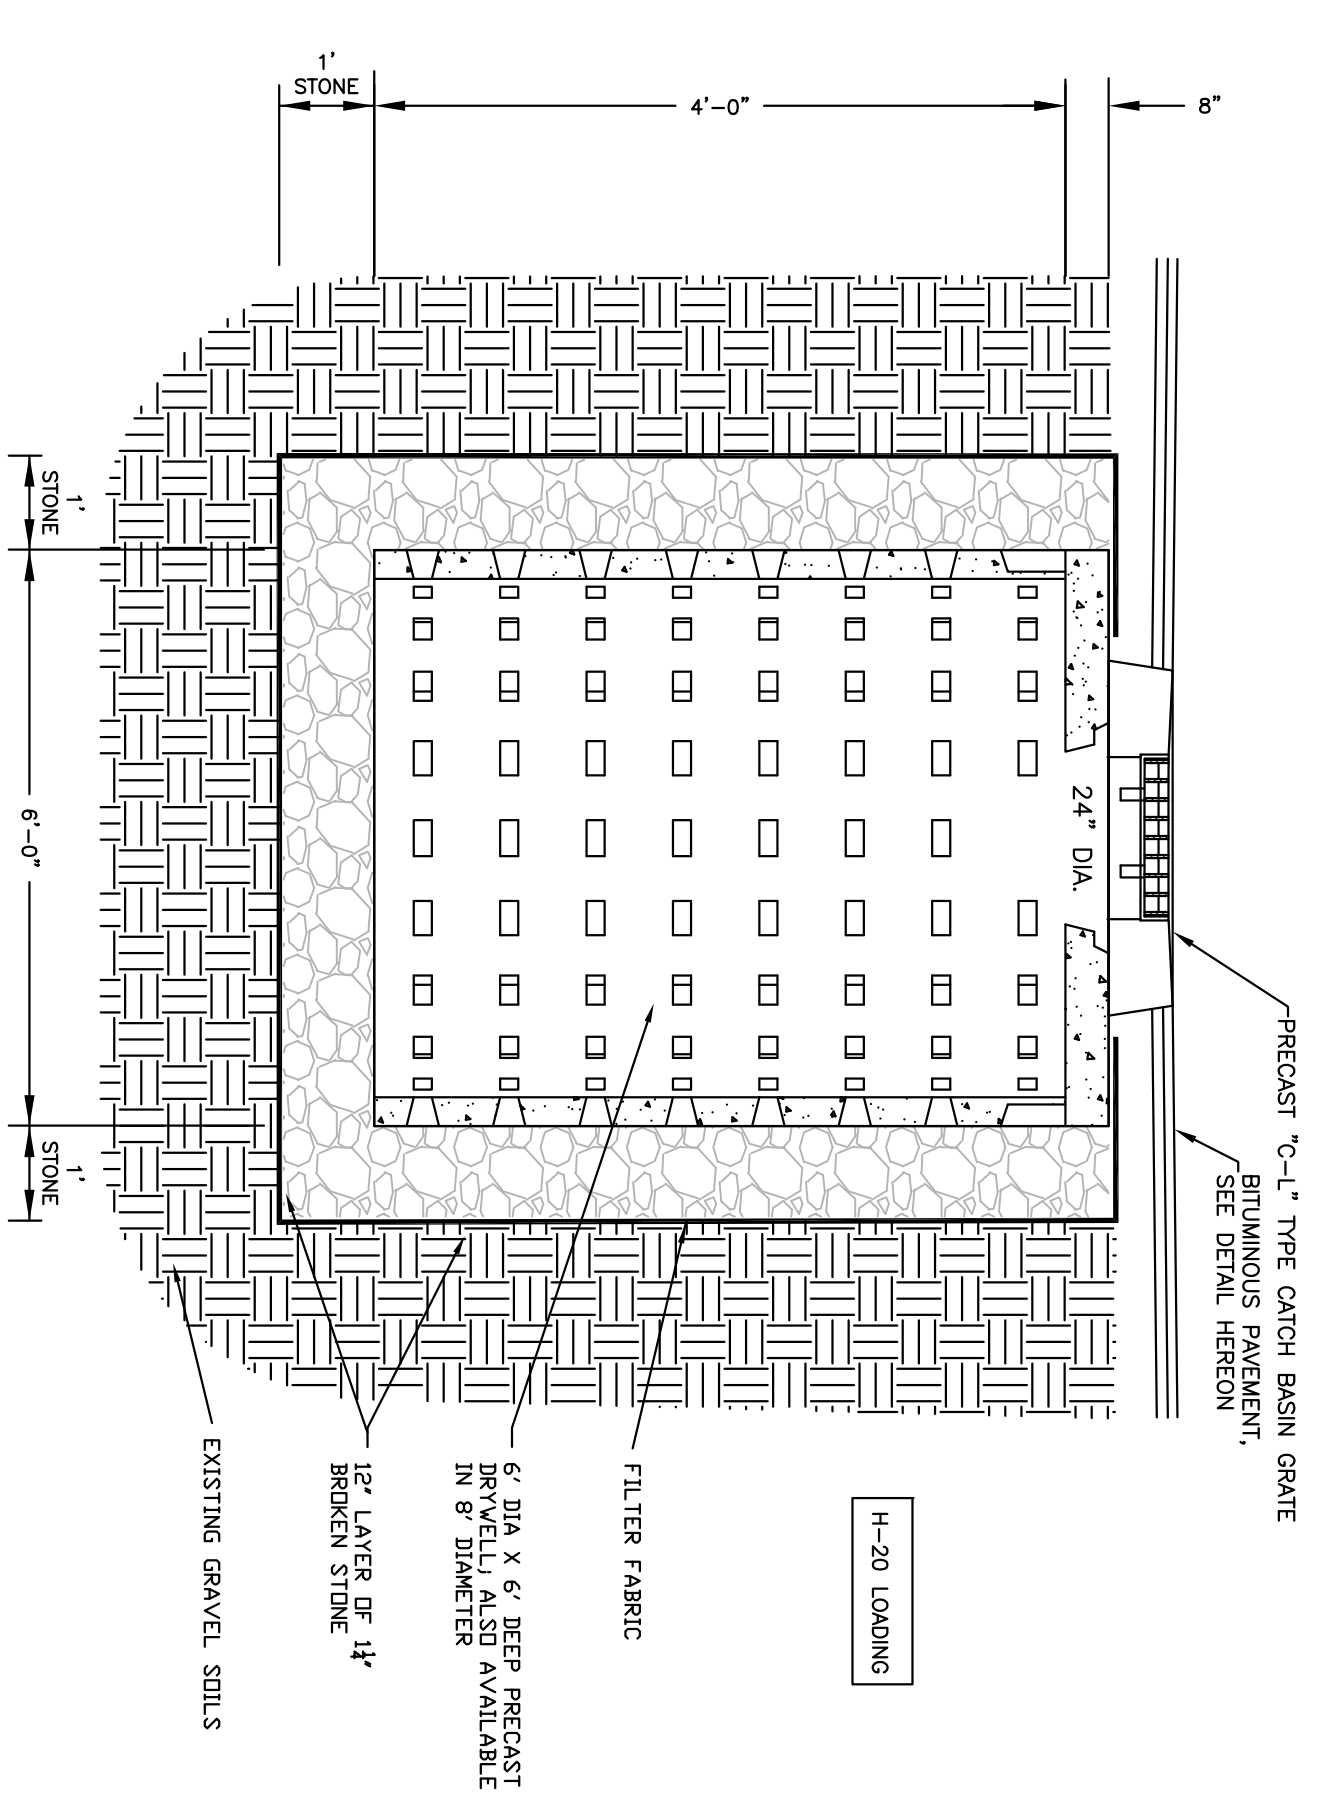 PRECAST "C-L" TYPE CATCH BASIN GRATE
BITUMINOUS PAVEMENT,
SEE DETAIL HEREON
8"
4'-0"
1'
STONE
24" DIA.
H-20 LOADING
FILTER FABRIC
6' DIA X 6' DEEP PRECAST
DRYWELL; ALSO AVAILABLE
IN 8' DIAMETER
12" LAYER OF 1¼"
BROKEN STONE
EXISTING GRAVEL SOILS
1'
STONE
6'-0"
1'
STONE